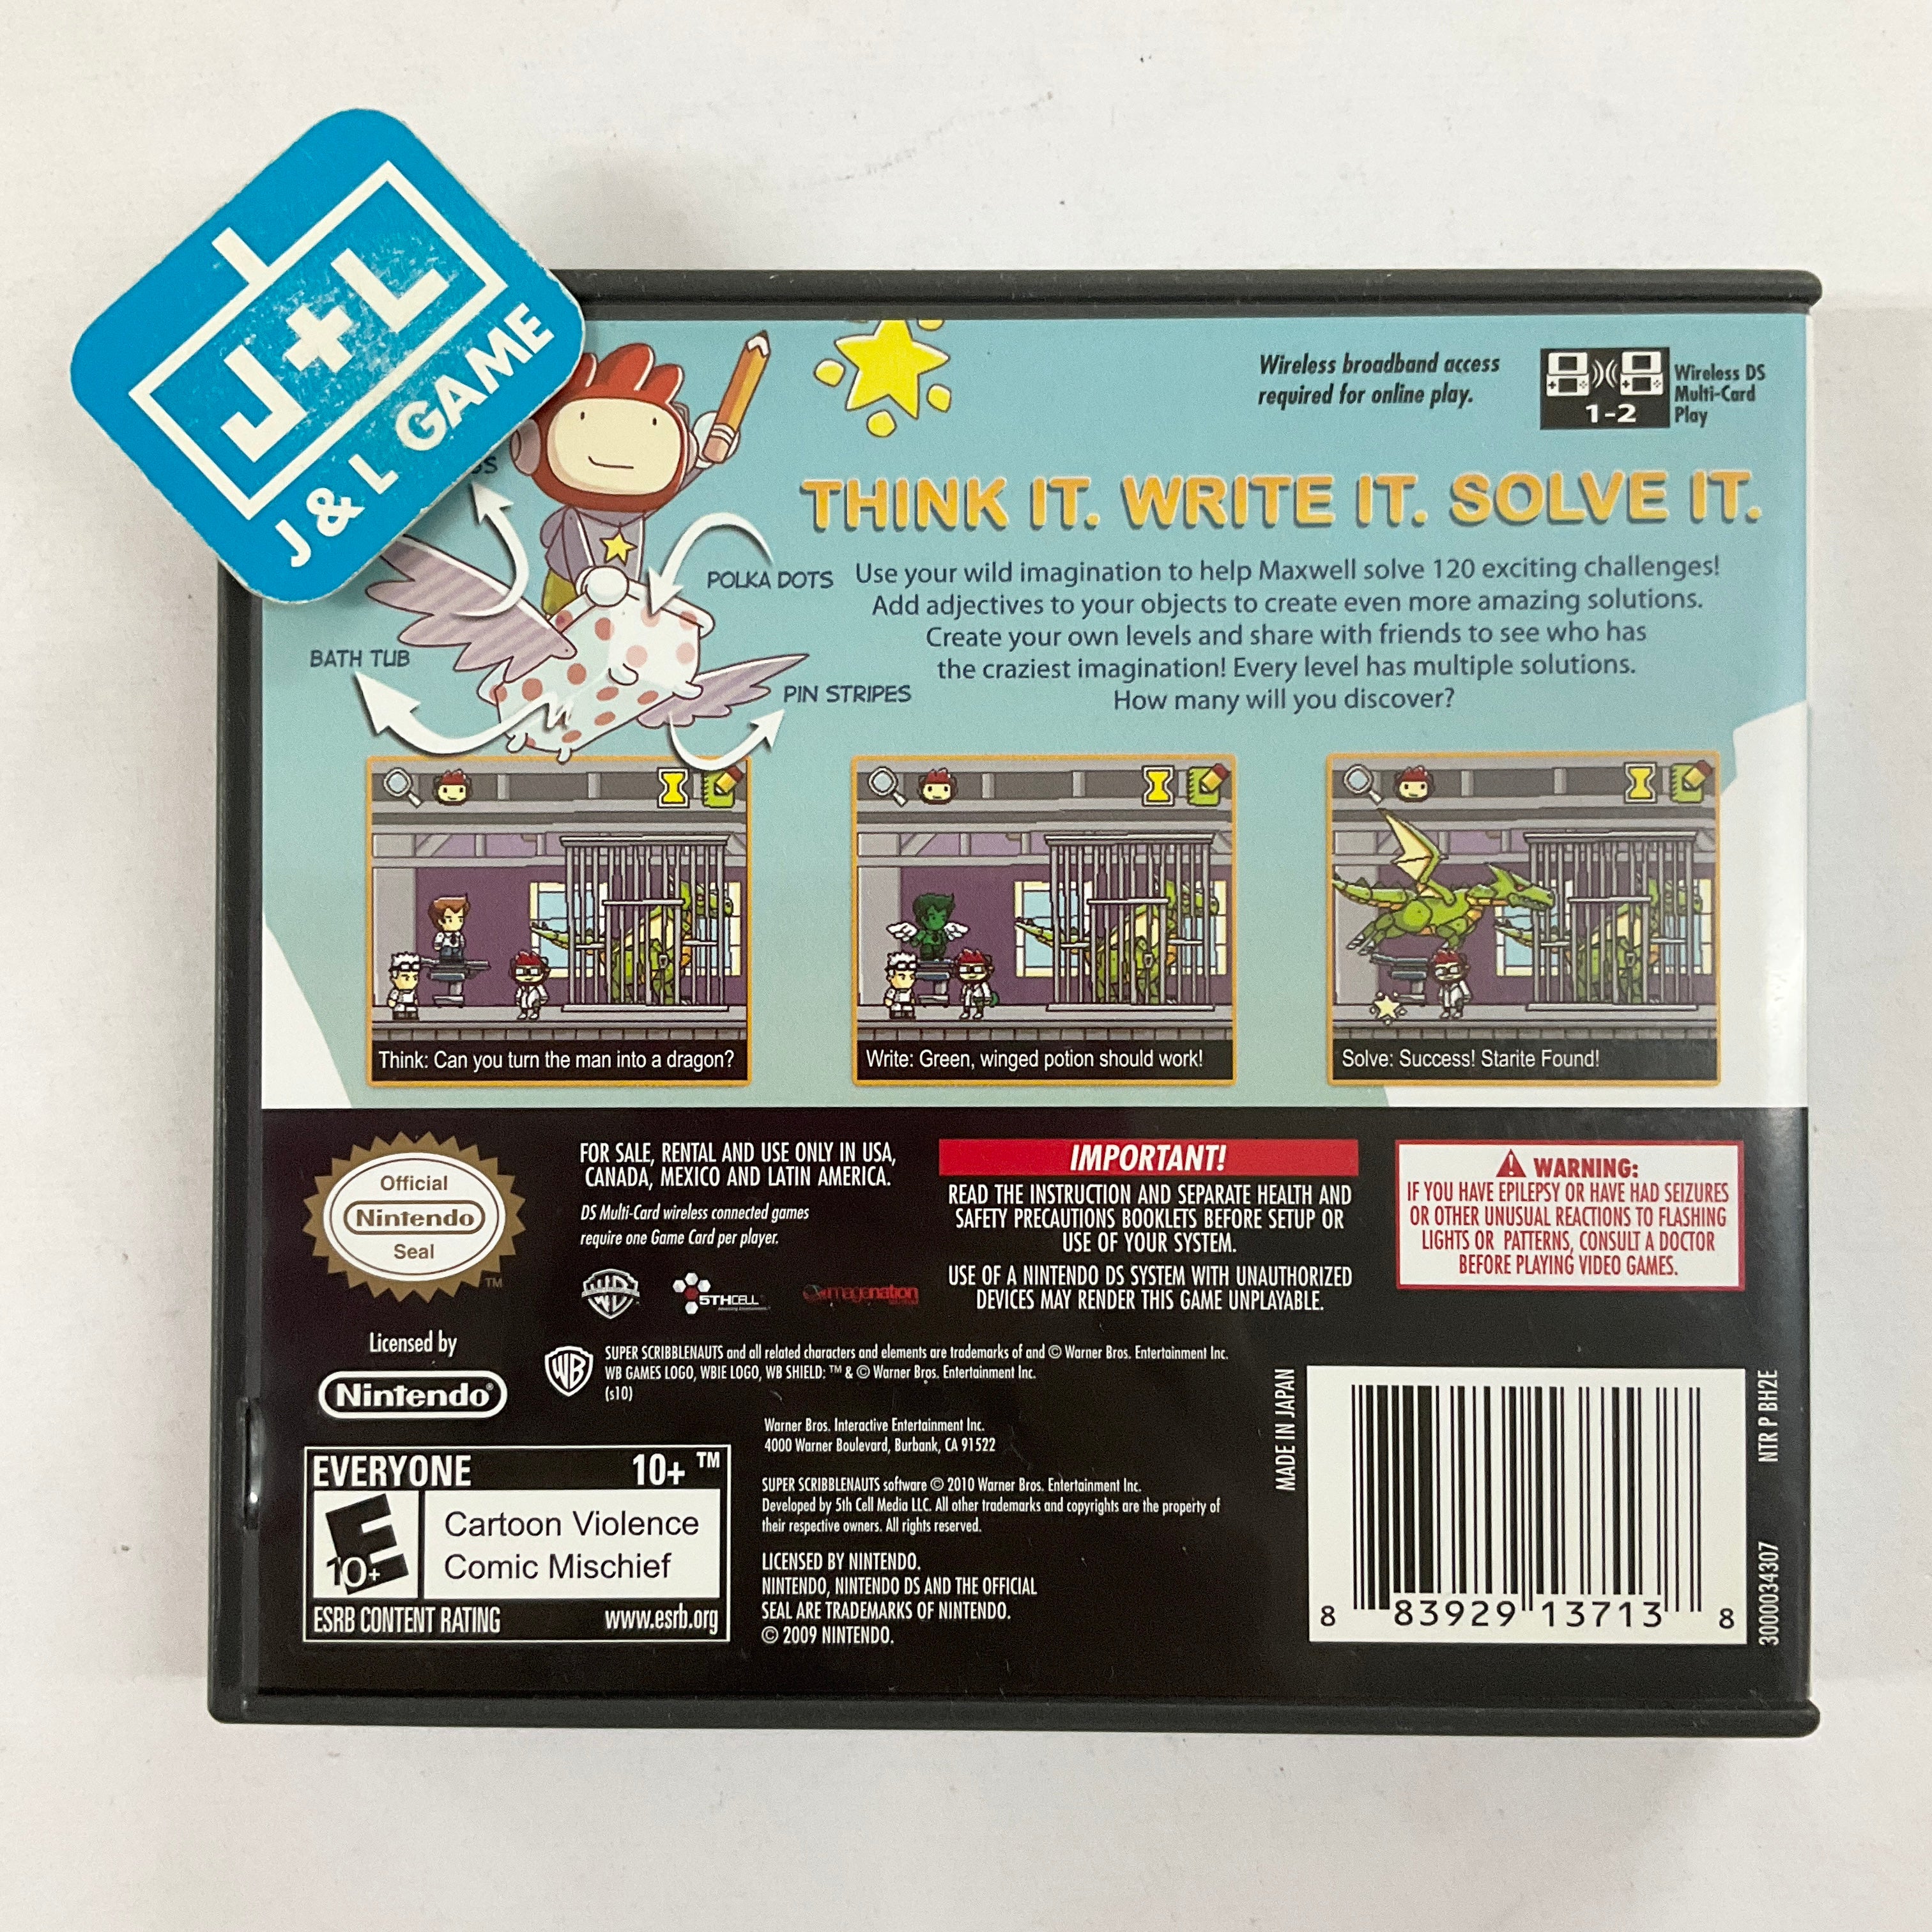 J+L
J & L GAME
Wireless broadband access
required for online play.
1-2
Wireless DS
Multi-Card
Play
THINK IT. WRITE IT. SOLVE IT.
POLKA DOTS
BATH TUB
PIN STRIPES
Use your wild imagination to help Maxwell solve 120 exciting challenges!
Add adjectives to your objects to create even more amazing solutions.
Create your own levels and share with friends to see who has
the craziest imagination! Every level has multiple solutions.
How many will you discover?
Think: Can you turn the man into a dragon?
Write: Green, winged potion should work!
Solve: Success! Starite Found!
Official
Nintendo
Seal
TM
Licensed by
Nintendo®
FOR SALE, RENTAL AND USE ONLY IN USA,
CANADA, MEXICO AND LATIN AMERICA.
DS Multi-Card wireless connected games
require one Game Card per player.
5TH CELL
imagenation
IMPORTANT!
READ THE INSTRUCTION AND SEPARATE HEALTH AND
SAFETY PRECAUTIONS BOOKLETS BEFORE SETUP OR
USE OF YOUR SYSTEM.
USE OF A NINTENDO DS SYSTEM WITH UNAUTHORIZED
DEVICES MAY RENDER THIS GAME UNPLAYABLE.
WARNING:
IF YOU HAVE EPILEPSY OR HAVE HAD SEIZURES
OR OTHER UNUSUAL REACTIONS TO FLASHING
LIGHTS OR PATTERNS, CONSULT A DOCTOR
BEFORE PLAYING VIDEO GAMES.
WB
SUPER SCRIBBLENAUTS and all related characters and elements are trademarks of and © Warner Bros. Entertainment Inc.
WB GAMES LOGO, WBIE LOGO, WB SHIELD: ™ & © Warner Bros. Entertainment Inc.
(s10)
Warner Bros. Interactive Entertainment Inc.
4000 Warner Boulevard, Burbank, CA 91522
SUPER SCRIBBLENAUTS software © 2010 Warner Bros. Entertainment Inc.
Developed by 5th Cell Media LLC. All other trademarks and copyrights are the property of
their respective owners. All rights reserved.
LICENSED BY NINTENDO.
NINTENDO, NINTENDO DS AND THE OFFICIAL
SEAL ARE TRADEMARKS OF NINTENDO.
© 2009 NINTENDO.
EVERYONE 10+ ™
E
10+
Cartoon Violence
Comic Mischief
ESRB CONTENT RATING www.esrb.org
MADE IN JAPAN
8 83929 13713 8
NTR P BH2E
3000034307